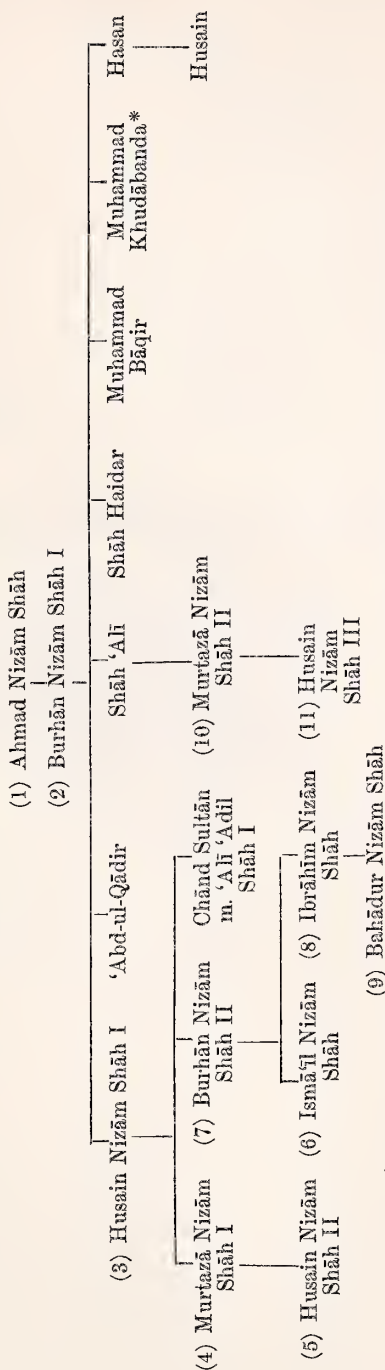 (1) Ahmad Nizām Shāh
(2) Burhān Nizām Shāh I
(3) Husain Nizām Shāh I
‘Abd-ul-Qādir
Shāh ‘Alī
Shāh Haidar
Muhammad
Bāqir
Muhammad
Khudābanda*
Hasan
(4) Murtazā Nizām
Shāh I
(7) Burhān Nizām
Shāh II
Chānd Sultān
m. ‘Alī ‘Ādil
Shāh I
(10) Murtazā Nizām
Shāh II
Husain
(5) Husain Nizām
Shāh II
(6) Ismā‘īl Nizām
Shāh
(8) Ibrāhīm Nizām
Shāh
(11) Husain
Nizām
Shāh III
(9) Bahādur Nizām Shāh